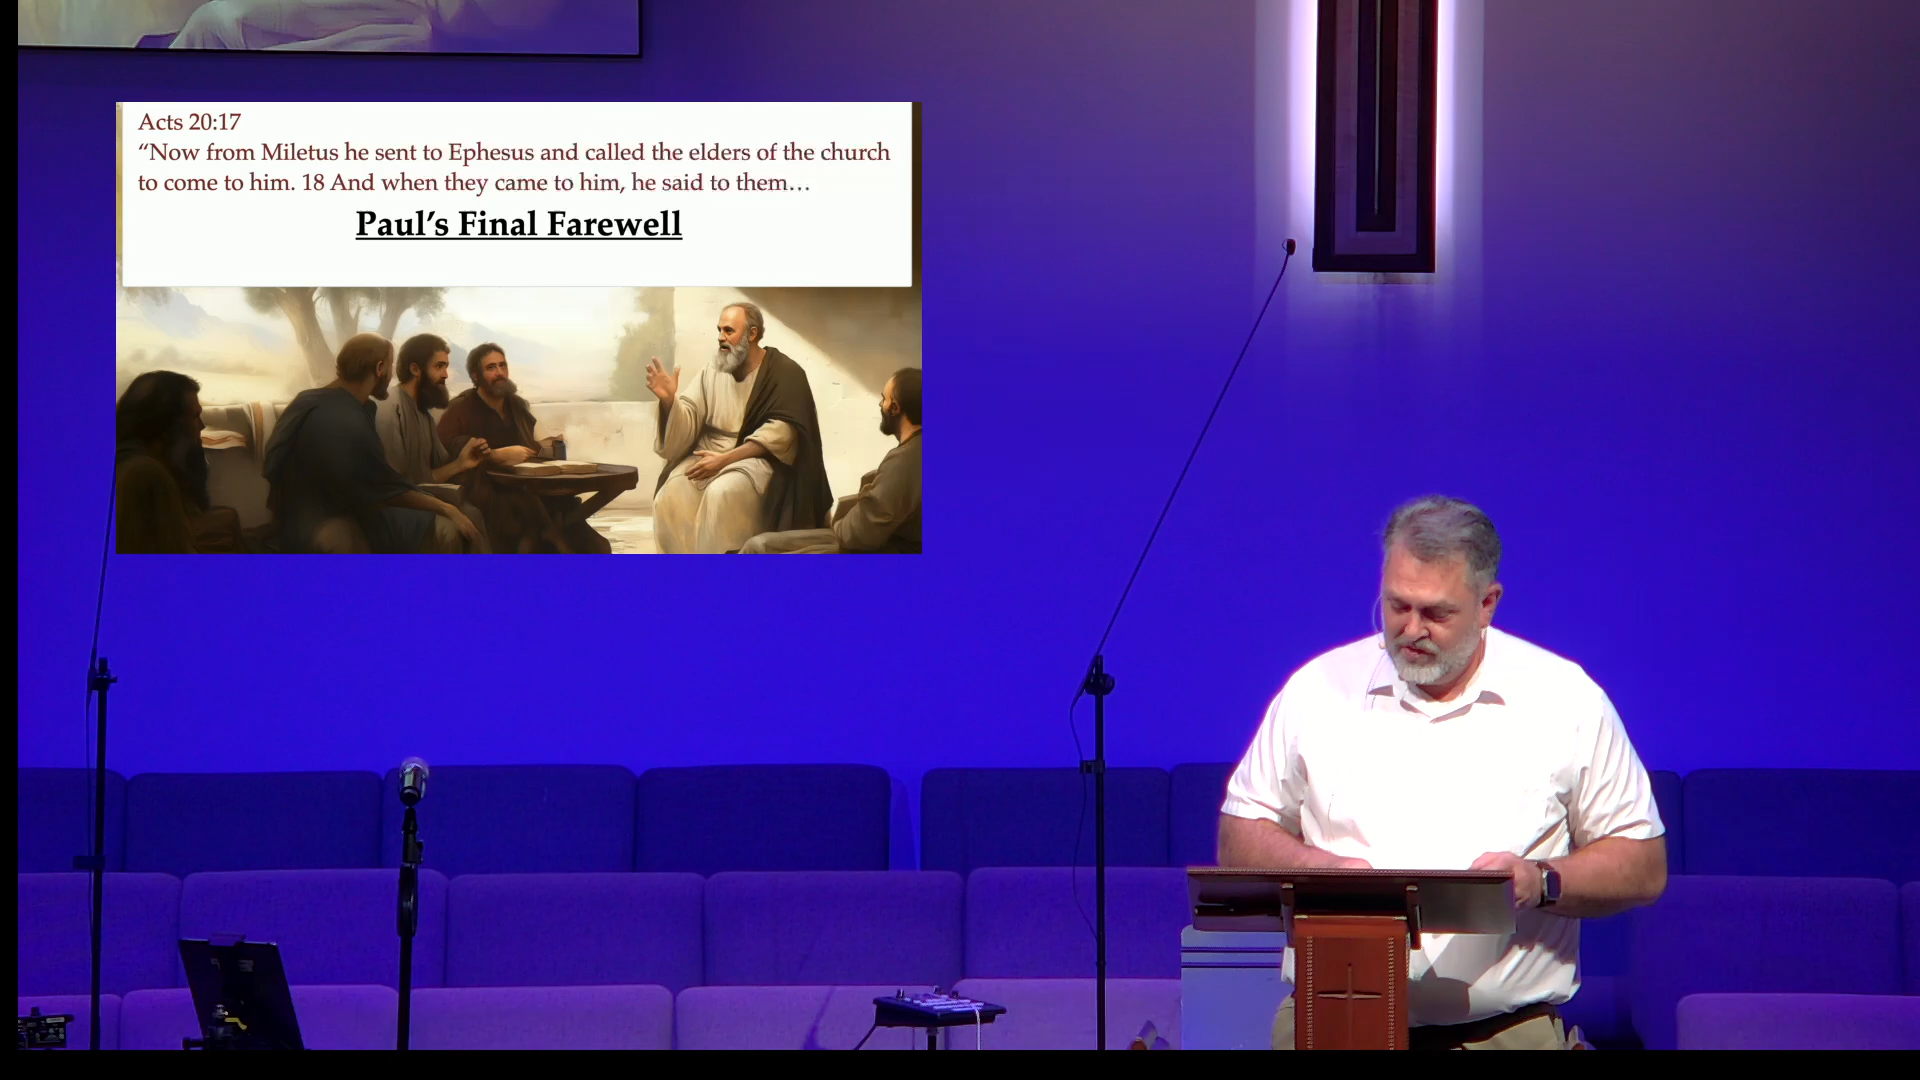 Acts 20:17
“Now from Miletus he sent to Ephesus and called the elders of the church
to come to him. 18 And when they came to him, he said to them…
Paul’s Final Farewell